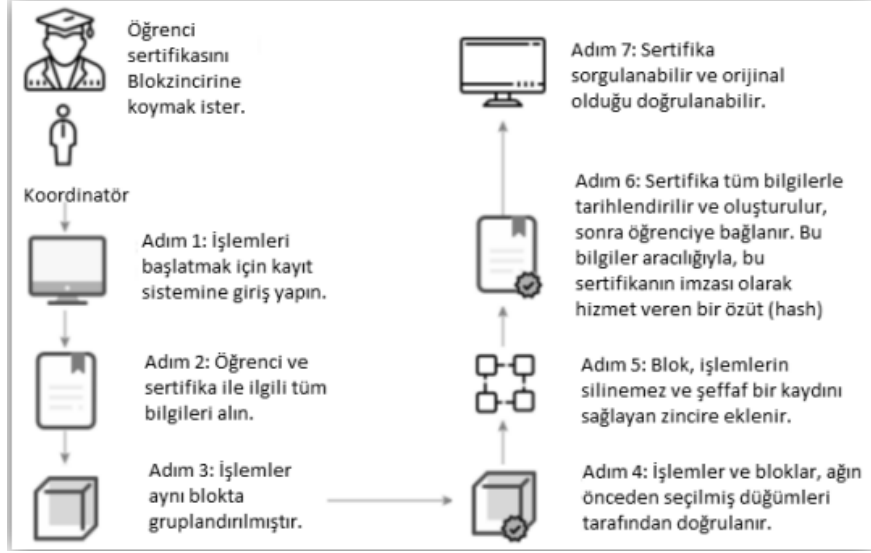 Öğrenci
sertifikasını
Blokzincirine
koymak ister.
Koordinatör
Adım 1: İşlemleri
başlatmak için kayıt
sistemine giriş yapın.
Adım 2: Öğrenci ve
sertifika ile ilgili tüm
bilgileri alın.
Adım 3: İşlemler
aynı blokta
gruplandırılmıştır.
Adım 4: İşlemler ve bloklar, ağın
önceden seçilmiş düğümleri
tarafından doğrulanır.
Adım 5: Blok, işlemlerin
silinemez ve şeffaf bir kaydını
sağlayan zincire eklenir.
Adım 6: Sertifika tüm bilgilerle
tarihlendirilir ve oluşturulur,
sonra öğrenciye bağlanır. Bu
bilgiler aracılığıyla, bu
sertifikanın imzası olarak
hizmet veren bir özüt (hash)
Adım 7: Sertifika
sorgulanabilir ve orijinal
olduğu doğrulanabilir.